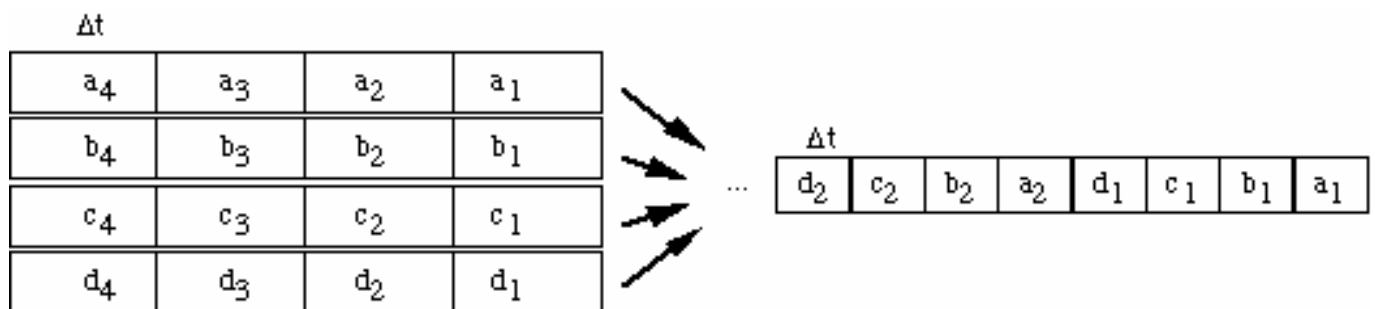 Δt
a₄ a₃ a₂ a₁
b₄ b₃ b₂ b₁
c₄ c₃ c₂ c₁
d₄ d₃ d₂ d₁
...
Δt
d₂ c₂ b₂ a₂ d₁ c₁ b₁ a₁